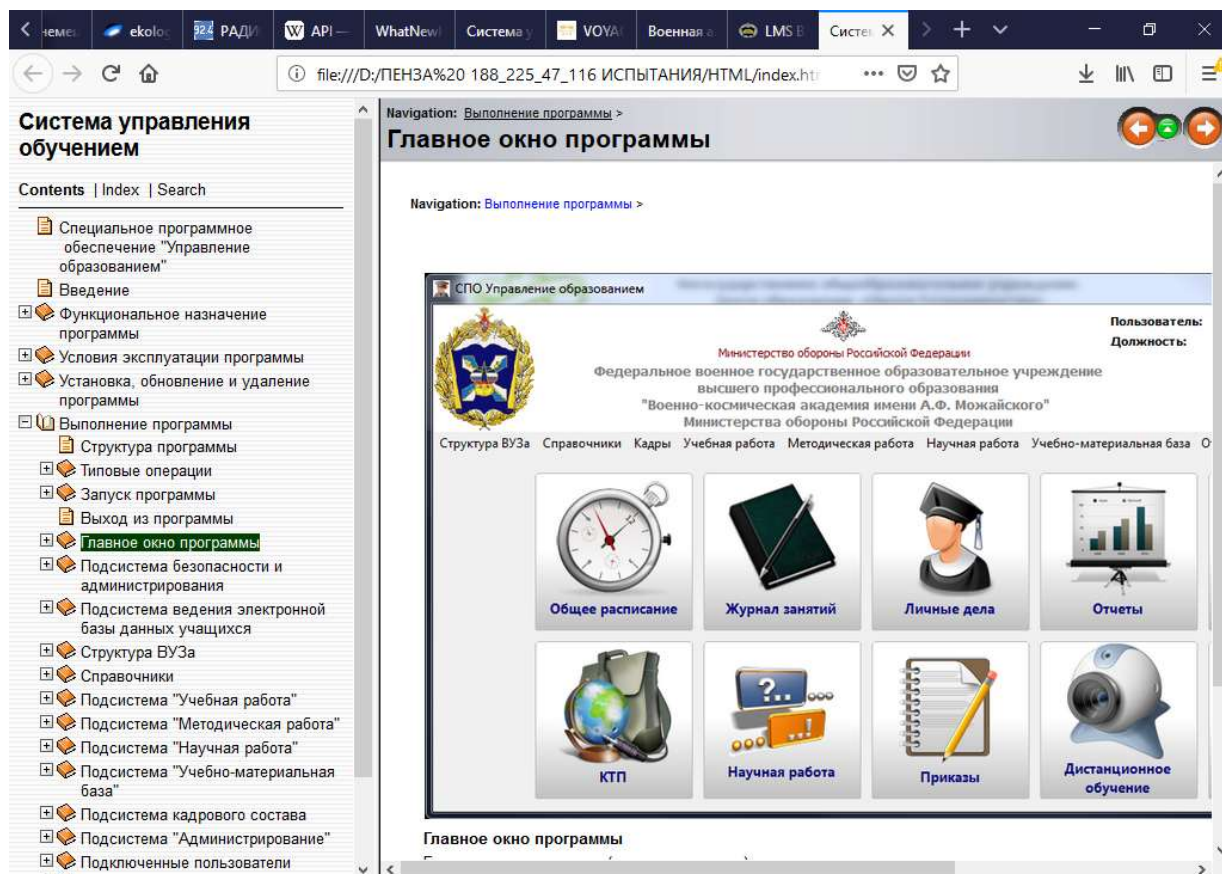 немец
ekolog
92.4 РАДИ
W API —
WhatNew
Система у
VOYA
Военная а
LMS B
Систем
file:///D:/ПЕНЗА%20 188_225_47_116 ИСПЫТАНИЯ/HTML/index.ht
Система управления
обучением
Contents | Index | Search
Специальное программное
обеспечение "Управление
образованием"
Введение
Функциональное назначение
программы
Условия эксплуатации программы
Установка, обновление и удаление
программы
Выполнение программы
Структура программы
Типовые операции
Запуск программы
Выход из программы
Главное окно программы
Подсистема безопасности и
администрирования
Подсистема ведения электронной
базы данных учащихся
Структура ВУЗа
Справочники
Подсистема "Учебная работа"
Подсистема "Методическая работа"
Подсистема "Научная работа"
Подсистема "Учебно-материальная
база"
Подсистема кадрового состава
Подсистема "Администрирование"
Подключенные пользователи
Navigation: Выполнение программы >
Главное окно программы
Navigation: Выполнение программы >
СПО Управление образованием
Пользователь:
Должность:
Министерство обороны Российской Федерации
Федеральное военное государственное образовательное учреждение
высшего профессионального образования
"Военно-космическая академия имени А.Ф. Можайского"
Министерства обороны Российской Федерации
Структура ВУЗа Справочники Кадры Учебная работа Методическая работа Научная работа Учебно-материальная база О
Общее расписание
Журнал занятий
Личные дела
Отчеты
КТП
Научная работа
Приказы
Дистанционное
обучение
Главное окно программы